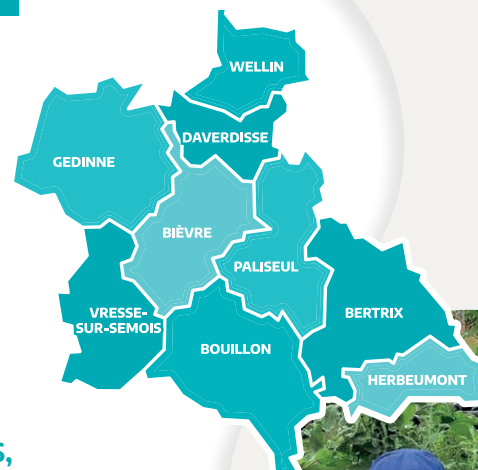 WELLIN
DAVERDISSE
GEDINNE
BIÈVRE
PALISEUL
VRESSE-
SUR-SEMOIS
BERTRIX
BOUILLON
HERBEUMONT
S,